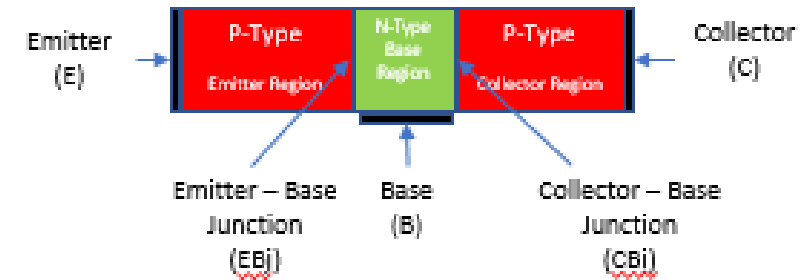 Emitter
(E)
P-Type
Emitter Region
N-Type
Base
Region
P-Type
Collector Region
Collector
(C)
Emitter – Base
Junction
(EBj)
Base
(B)
Collector – Base
Junction
(CBj)